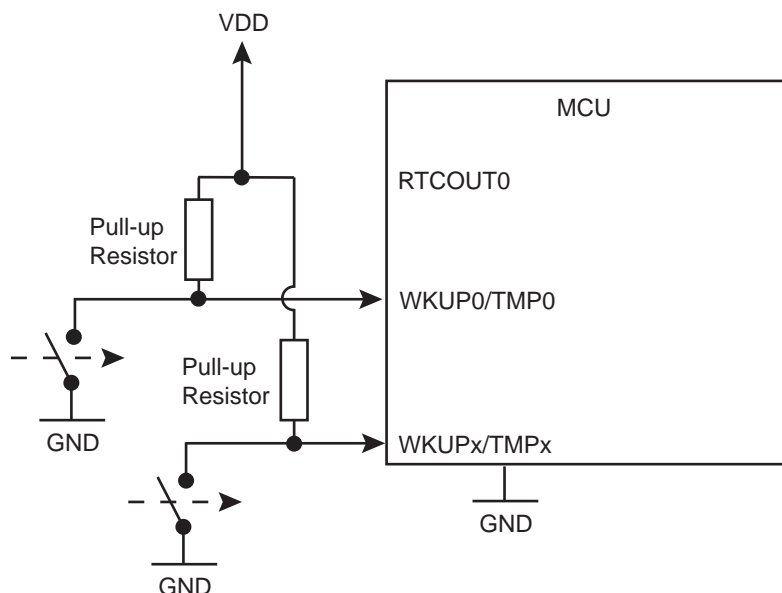 VDD
MCU
RTCOUT0
Pull-up
Resistor
WKUP0/TMP0
Pull-up
Resistor
GND
WKUPx/TMPx
GND
GND